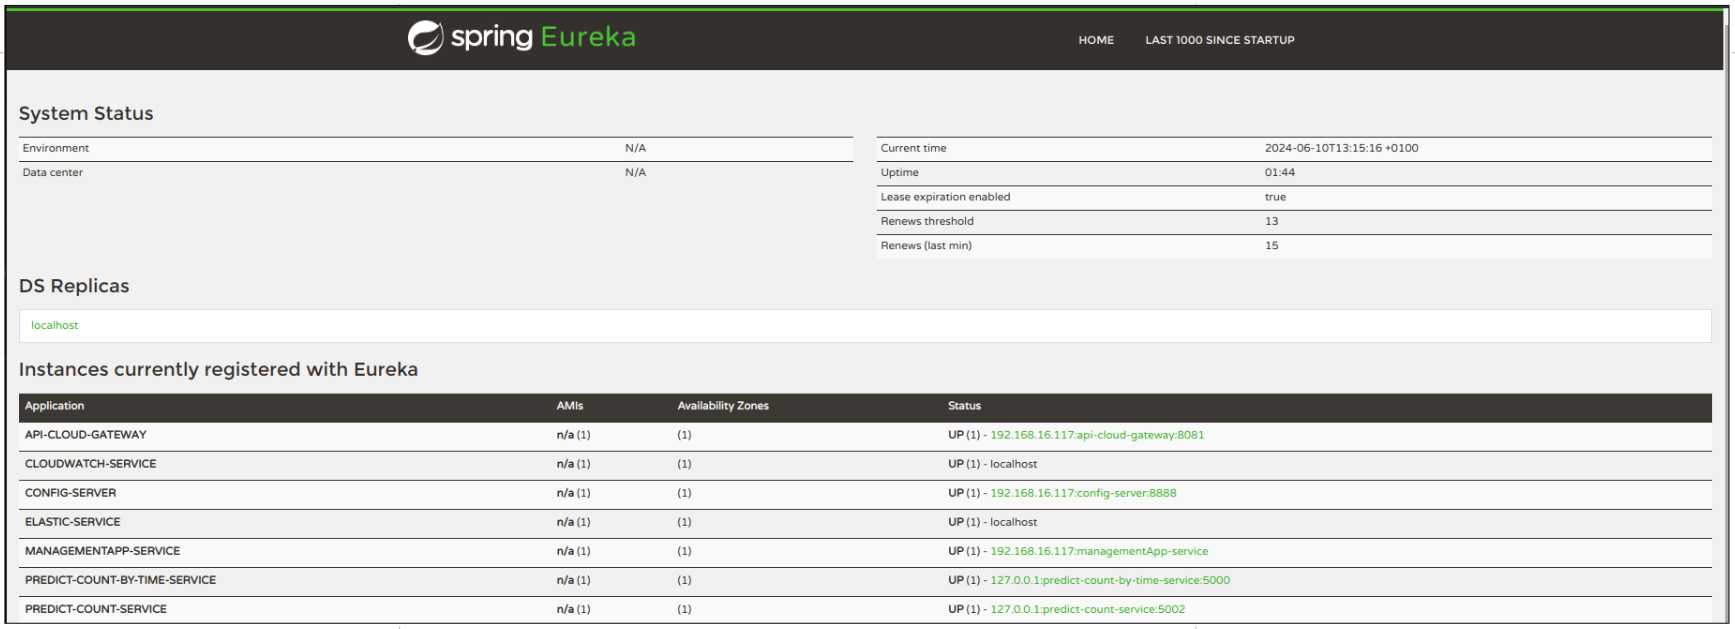 spring Eureka
HOME LAST 1000 SINCE STARTUP
System Status
Environment N/A
Data center N/A
Current time 2024-06-10T13:15:16 +0100
Uptime 01:44
Lease expiration enabled true
Renews threshold 13
Renews (last min) 15
DS Replicas
localhost
Instances currently registered with Eureka
Application AMIs Availability Zones Status
API-CLOUD-GATEWAY n/a (1) (1) UP (1) - 192.168.16.117:api-cloud-gateway:8081
CLOUDWATCH-SERVICE n/a (1) (1) UP (1) - localhost
CONFIG-SERVER n/a (1) (1) UP (1) - 192.168.16.117:config-server:8888
ELASTIC-SERVICE n/a (1) (1) UP (1) - localhost
MANAGEMENTAPP-SERVICE n/a (1) (1) UP (1) - 192.168.16.117:managementApp-service
PREDICT-COUNT-BY-TIME-SERVICE n/a (1) (1) UP (1) - 127.0.0.1:predict-count-by-time-service:5000
PREDICT-COUNT-SERVICE n/a (1) (1) UP (1) - 127.0.0.1:predict-count-service:5002